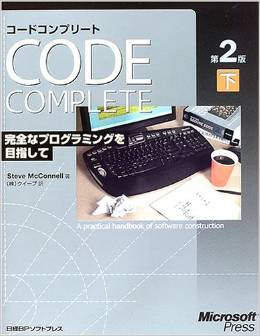 コードコンプリート
CODE
COMPLETE
第2版
下
完全なプログラミングを
目指して
Steve McConnell 著
(株)クイープ 訳
A practical handbook of software construction
日経BPソフトプレス
Microsoft
Press